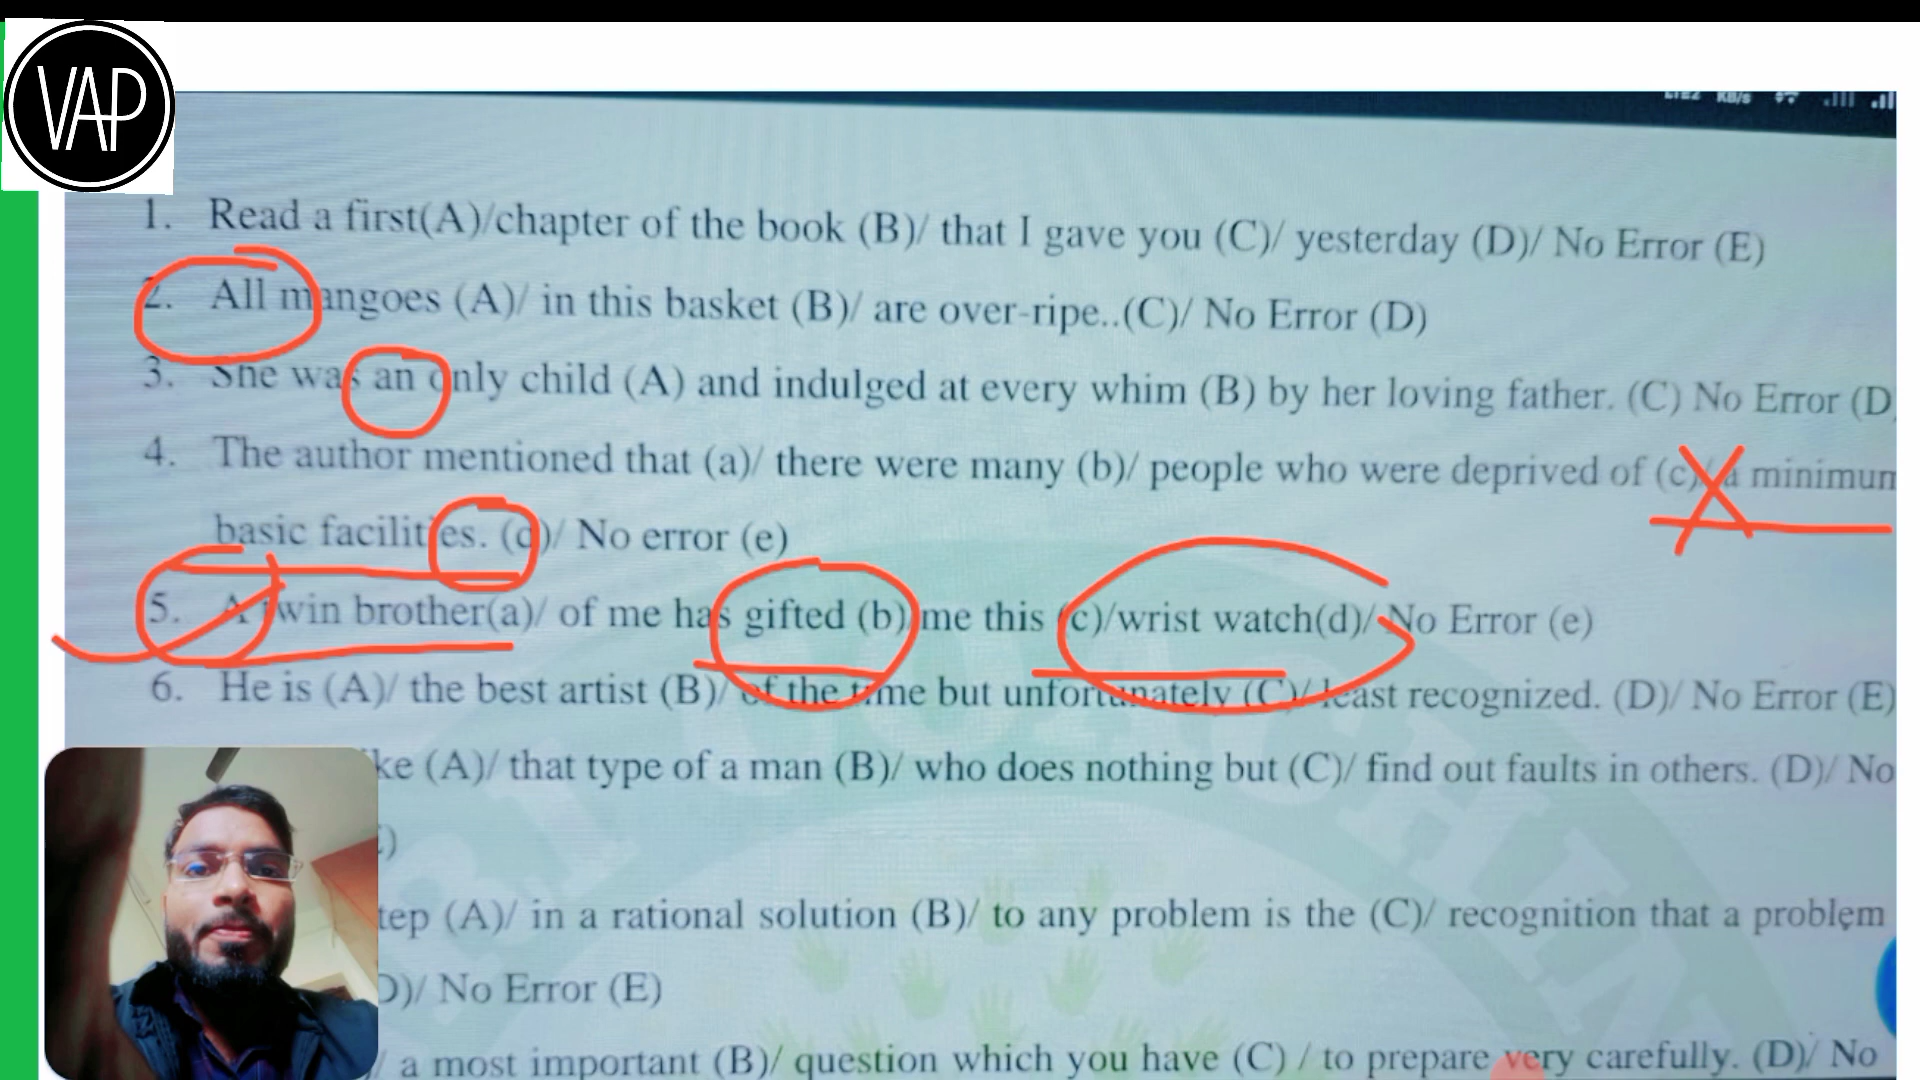 VAP
LTE2 KB/s
1. Read a first(A)/chapter of the book (B)/ that I gave you (C)/ yesterday (D)/ No Error (E)
2. All mangoes (A)/ in this basket (B)/ are over-ripe..(C)/ No Error (D)
3. She was an only child (A) and indulged at every whim (B) by her loving father. (C) No Error (D
4. The author mentioned that (a)/ there were many (b)/ people who were deprived of (c)/a minimum
basic facilities. (d)/ No error (e)
5. A twin brother(a)/ of me has gifted (b) me this (c)/wrist watch(d)/ No Error (e)
6. He is (A)/ the best artist (B)/ of the time but unfortunately (C)/ least recognized. (D)/ No Error (E)
ke (A)/ that type of a man (B)/ who does nothing but (C)/ find out faults in others. (D)/ No
)
tep (A)/ in a rational solution (B)/ to any problem is the (C)/ recognition that a problem
D)/ No Error (E)
/ a most important (B)/ question which you have (C) / to prepare very carefully. (D)/ No